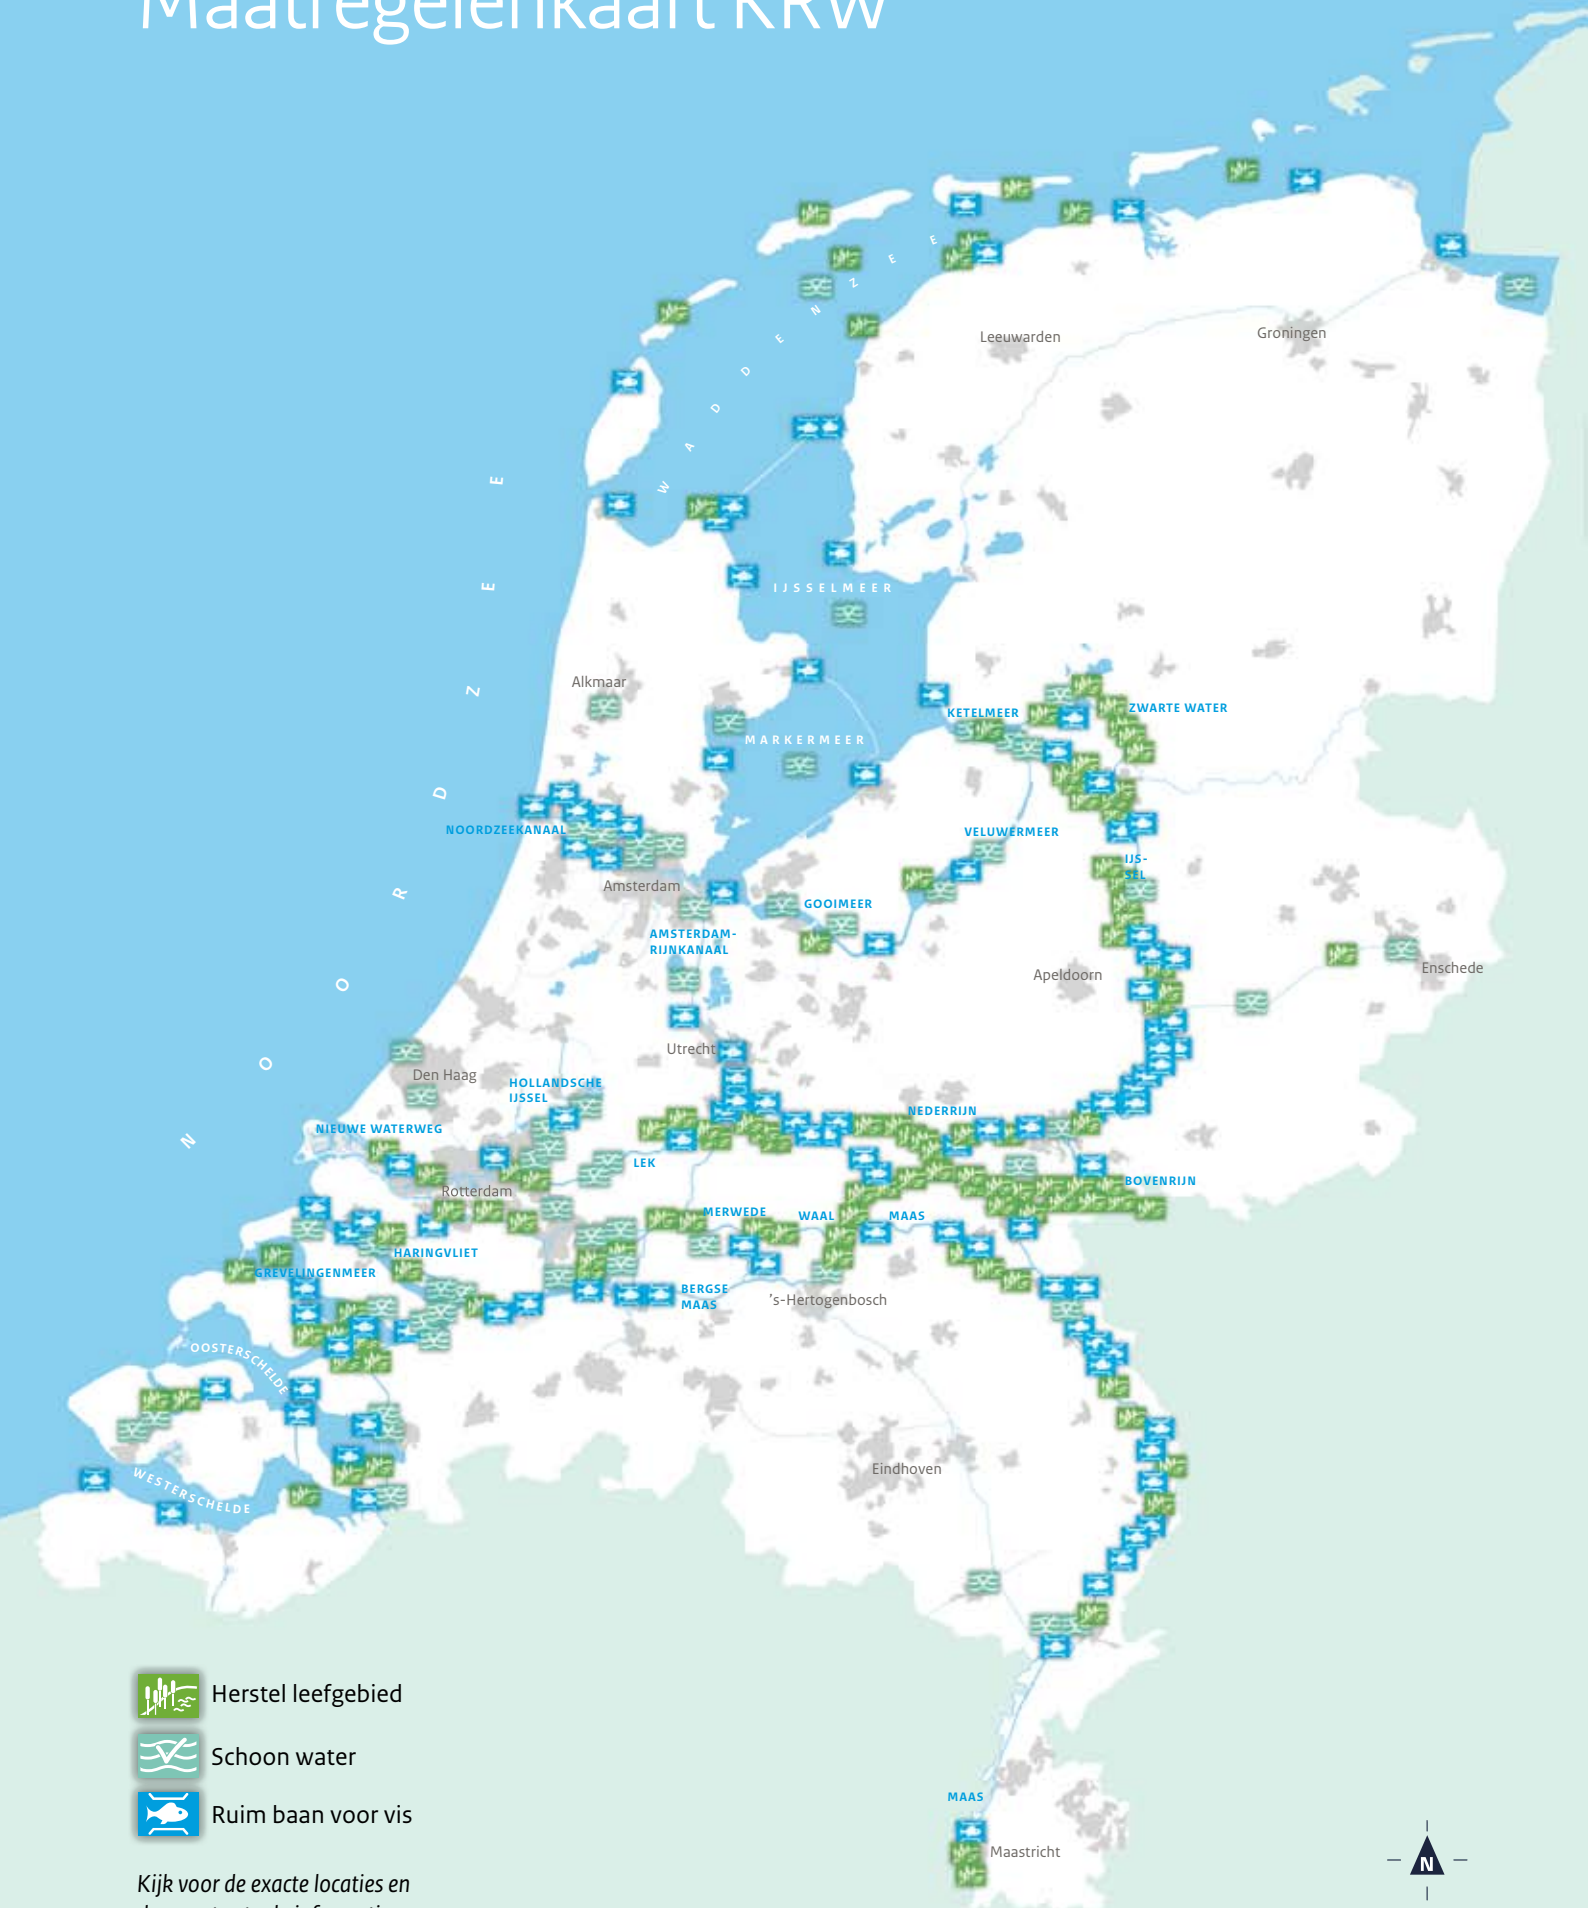 Maatregelenkaart KRW
NOORDZEE
WADDENZEE
Leeuwarden
Groningen
IJSSELMEER
Alkmaar
KETELMEER
ZWARTE WATER
MARKERMEER
NOORDZEEKANAAL
VELUWERMEER
IJS-
SEL
Amsterdam
GOOIMEER
AMSTERDAM-
RIJNKANAAL
Apeldoorn
Enschede
Utrecht
Den Haag
HOLLANDSCHE
IJSSEL
NEDERRIJN
NIEUWE WATERWEG
LEK
Rotterdam
BOVENRIJN
MERWEDE
WAAL
MAAS
HARINGVLIET
GREVELINGENMEER
BERGSE
MAAS
's-Hertogenbosch
OOSTERSCHELDE
Eindhoven
WESTERSCHELDE
Herstel leefgebied
Schoon water
Ruim baan voor vis
MAAS
Maastricht
N
Kijk voor de exacte locaties en